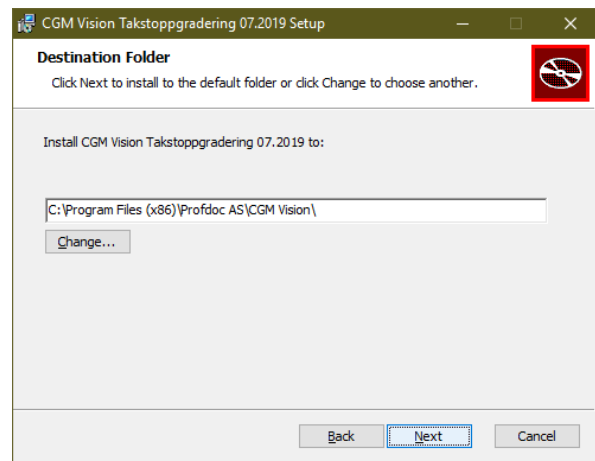 CGM Vision Takstoppgradering 07.2019 Setup
Destination Folder
Click Next to install to the default folder or click Change to choose another.
Install CGM Vision Takstoppgradering 07.2019 to:
C:\Program Files (x86)\Profdoc AS\CGM Vision\
Change...
Back Next Cancel